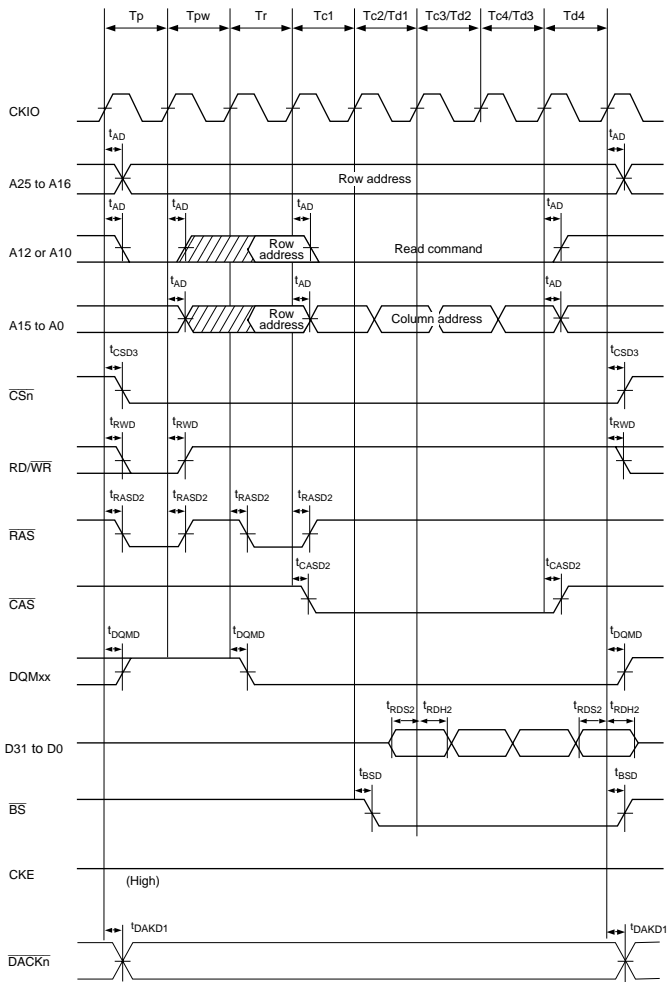 Tp Tpw Tr Tc1 Tc2/Td1 Tc3/Td2 Tc4/Td3 Td4
CKIO
tAD tAD
A25 to A16 Row address
tAD tAD tAD tAD
A12 or A10 Row address Read command
tAD tAD tAD
A15 to A0 Row address Column address
tCSD3 tCSD3
CSn
tRWD tRWD tRWD
RD/WR
tRASD2 tRASD2 tRASD2 tRASD2
RAS
tCASD2 tCASD2
CAS
tDQMD tDQMD tDQMD
DQMxx
tRDS2 tRDH2 tRDS2 tRDH2
D31 to D0
tBSD tBSD
BS
CKE
(High)
tDAKD1 tDAKD1
DACKn